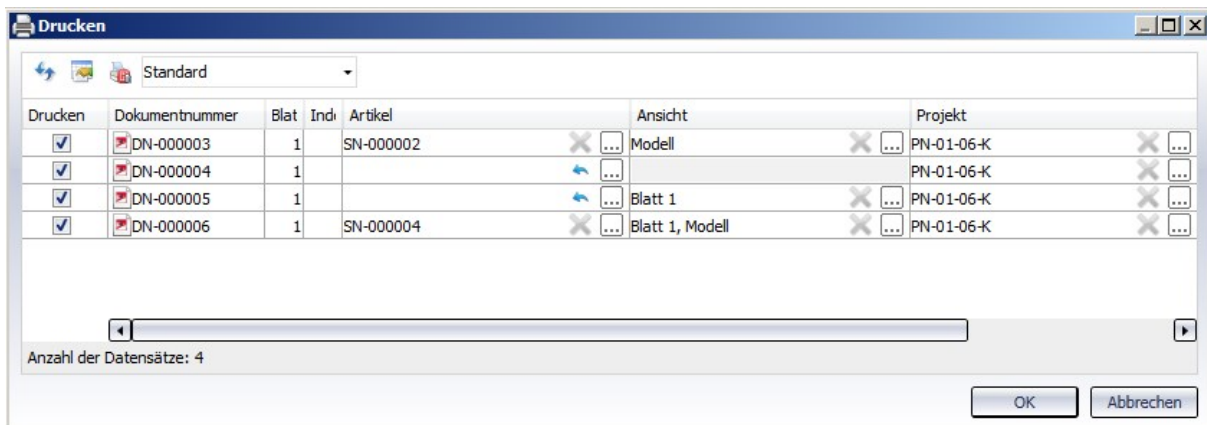 Drucken
Standard
Drucken Dokumentnummer Blat Ind Artikel Ansicht Projekt
DN-000003 1 SN-000002 ... Modell ... PN-01-06-K ...
DN-000004 1 ... PN-01-06-K ...
DN-000005 1 ... Blatt 1 ... PN-01-06-K ...
DN-000006 1 SN-000004 ... Blatt 1, Modell ... PN-01-06-K ...
Anzahl der Datensätze: 4
OK Abbrechen